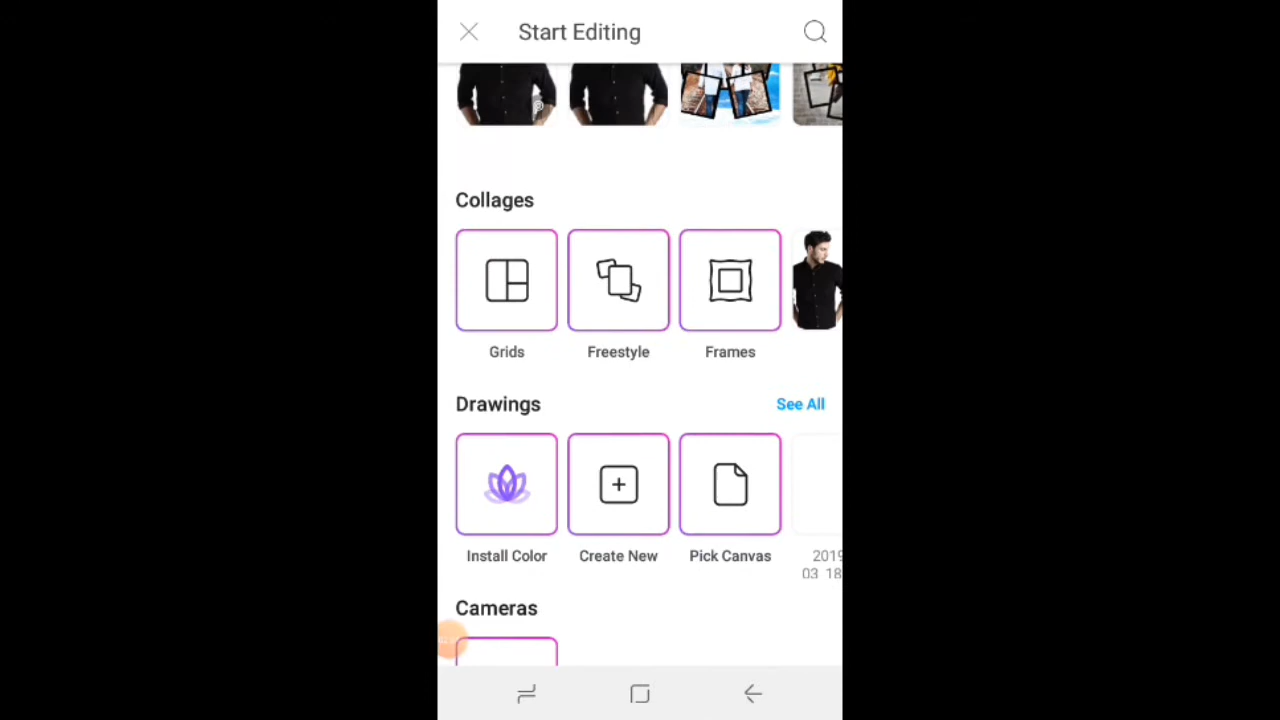 Start Editing
Collages
Grids
Freestyle
Frames
Drawings
See All
Install Color
Create New
Pick Canvas
2019
03 18
Cameras